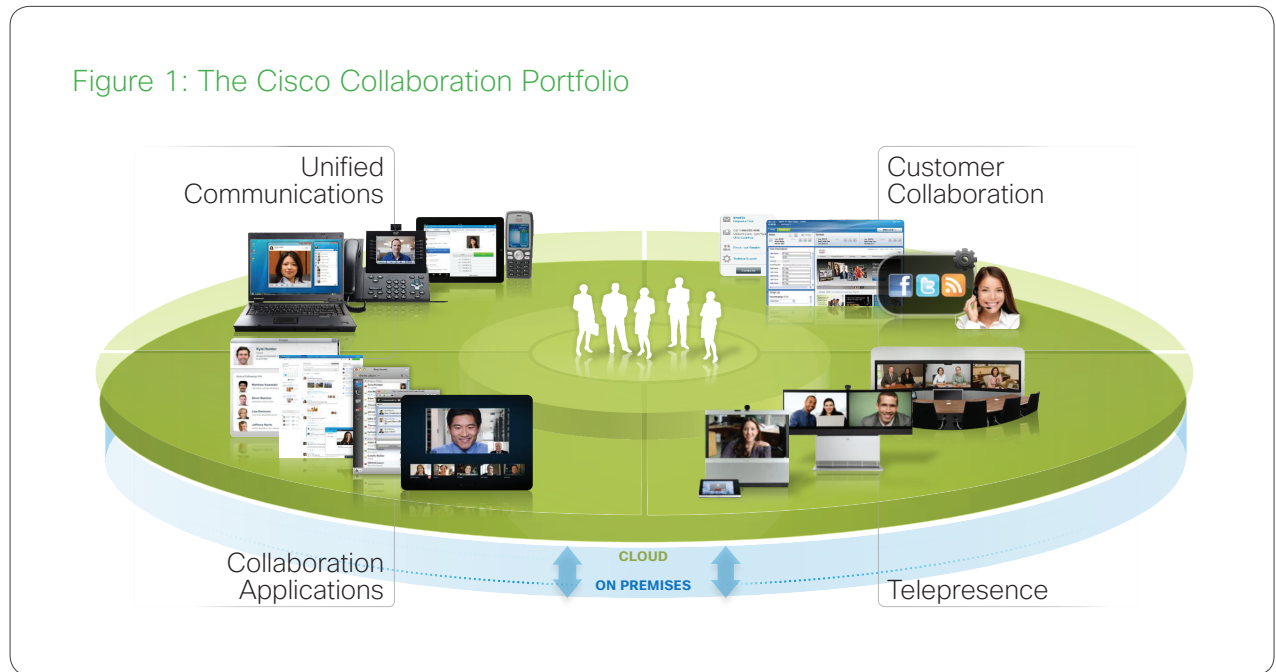 Figure 1: The Cisco Collaboration Portfolio
Unified
Communications
Customer
Collaboration
Collaboration
Applications
CLOUD
ON PREMISES
Telepresence